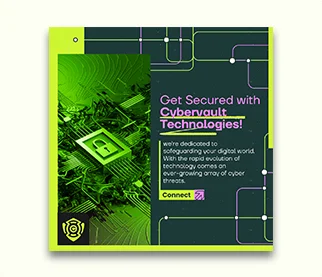 Get Secured with
Cybervault
Technologies!
we're dedicated to
safeguarding your digital world.
With the rapid evolution of
technology comes an
ever-growing array of cyber
threats.
Connect